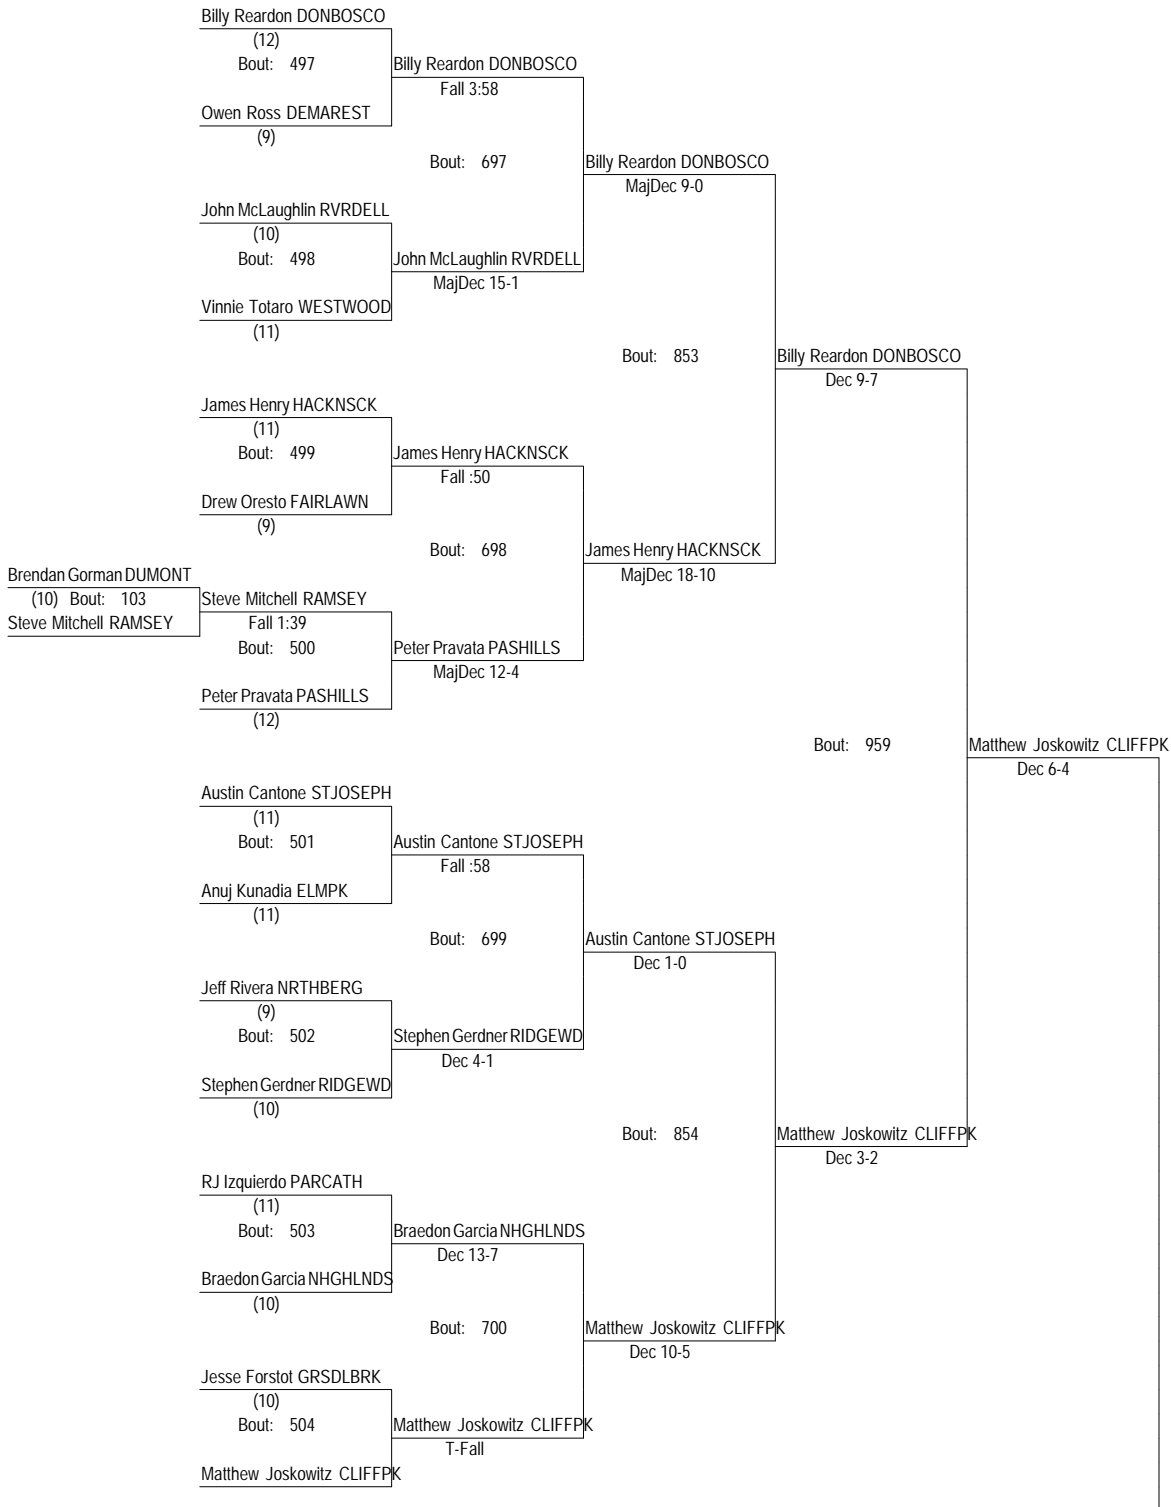 Billy Reardon DONBOSCO
(12)
Bout: 497
Billy Reardon DONBOSCO
Fall 3:58
Owen Ross DEMAREST
(9)
Bout: 697
Billy Reardon DONBOSCO
MajDec 9-0
John McLaughlin RVRDELL
(10)
Bout: 498
John McLaughlin RVRDELL
MajDec 15-1
Vinnie Totaro WESTWOOD
(11)
Bout: 853
Billy Reardon DONBOSCO
Dec 9-7
James Henry HACKNSCK
(11)
Bout: 499
James Henry HACKNSCK
Fall :50
Drew Oresto FAIRLAWN
(9)
Bout: 698
James Henry HACKNSCK
MajDec 18-10
Brendan Gorman DUMONT
(10) Bout: 103
Steve Mitchell RAMSEY
Steve Mitchell RAMSEY
Fall 1:39
Bout: 500
Peter Pravata PASHILLS
MajDec 12-4
Peter Pravata PASHILLS
(12)
Bout: 959
Matthew Joskowitz CLIFFPK
Dec 6-4
Austin Cantone STJOSEPH
(11)
Bout: 501
Austin Cantone STJOSEPH
Fall :58
Anuj Kunadia ELMPK
(11)
Bout: 699
Austin Cantone STJOSEPH
Dec 1-0
Jeff Rivera NRTHBERG
(9)
Bout: 502
Stephen Gerdner RIDGEWD
Dec 4-1
Stephen Gerdner RIDGEWD
(10)
Bout: 854
Matthew Joskowitz CLIFFPK
Dec 3-2
RJ Izquierdo PARCATH
(11)
Bout: 503
Braedon Garcia NHGHLNDS
Dec 13-7
Braedon Garcia NHGHLNDS
(10)
Bout: 700
Matthew Joskowitz CLIFFPK
Dec 10-5
Jesse Forstot GRSDLBRK
(10)
Bout: 504
Matthew Joskowitz CLIFFPK
T-Fall
Matthew Joskowitz CLIFFPK